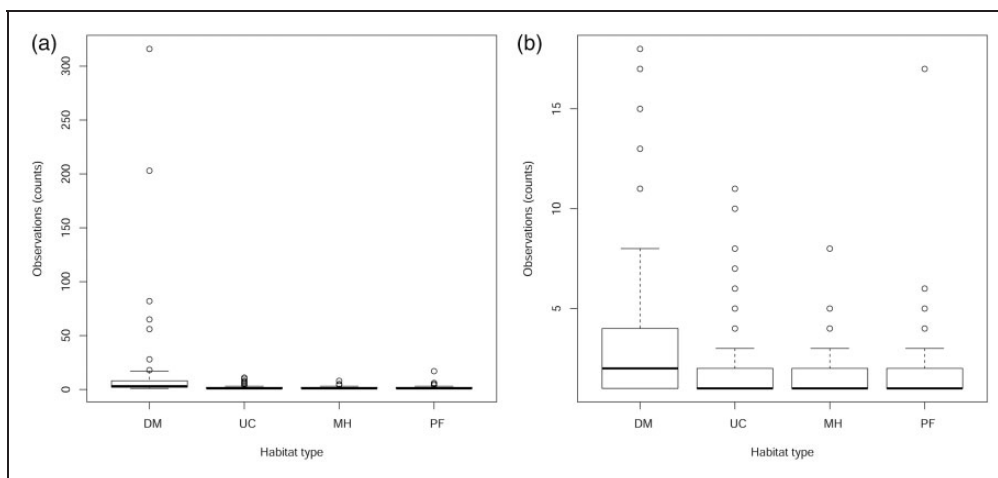 (a)
300
250
200
150
100
50
0
Observations (counts)
DM UC MH PF
Habitat type
(b)
15
10
5
Observations (counts)
DM UC MH PF
Habitat type